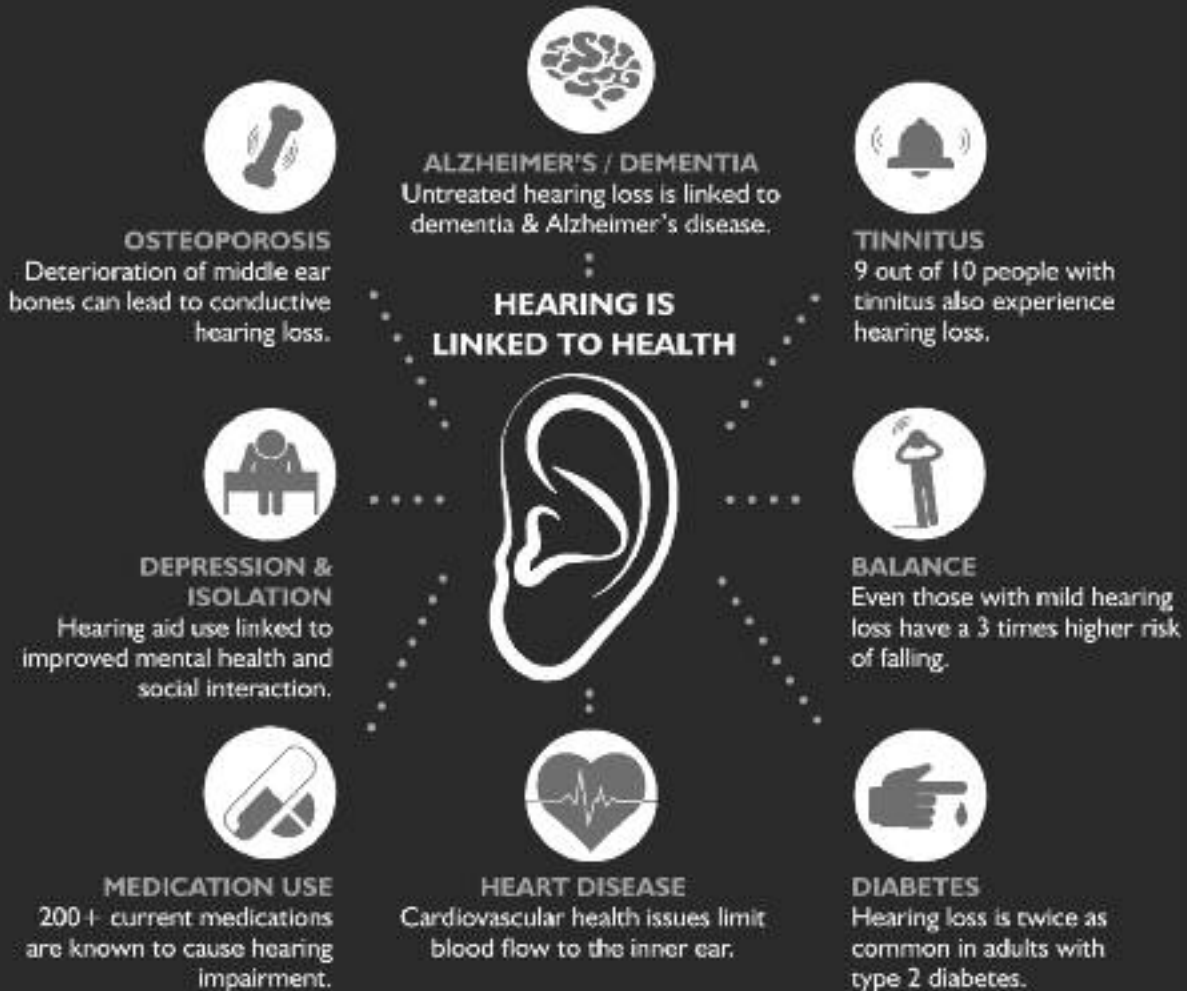 ALZHEIMER'S / DEMENTIA
Untreated hearing loss is linked to
dementia & Alzheimer's disease.
OSTEOPOROSIS
Deterioration of middle ear
bones can lead to conductive
hearing loss.
TINNITUS
9 out of 10 people with
tinnitus also experience
hearing loss.
HEARING IS
LINKED TO HEALTH
DEPRESSION &
ISOLATION
Hearing aid use linked to
improved mental health and
social interaction.
BALANCE
Even those with mild hearing
loss have a 3 times higher risk
of falling.
MEDICATION USE
200+ current medications
are known to cause hearing
impairment.
HEART DISEASE
Cardiovascular health issues limit
blood flow to the inner ear.
DIABETES
Hearing loss is twice as
common in adults with
type 2 diabetes.